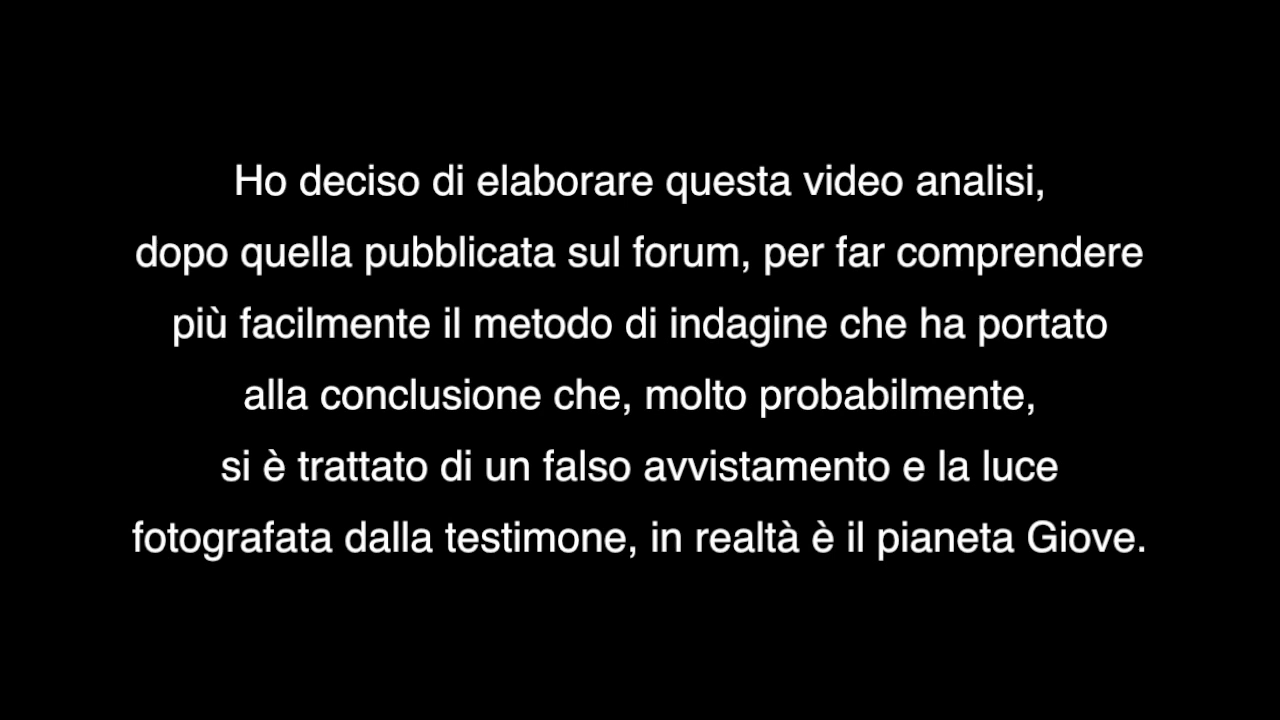 Ho deciso di elaborare questa video analisi,
dopo quella pubblicata sul forum, per far comprendere
più facilmente il metodo di indagine che ha portato
alla conclusione che, molto probabilmente,
si è trattato di un falso avvistamento e la luce
fotografata dalla testimone, in realtà è il pianeta Giove.